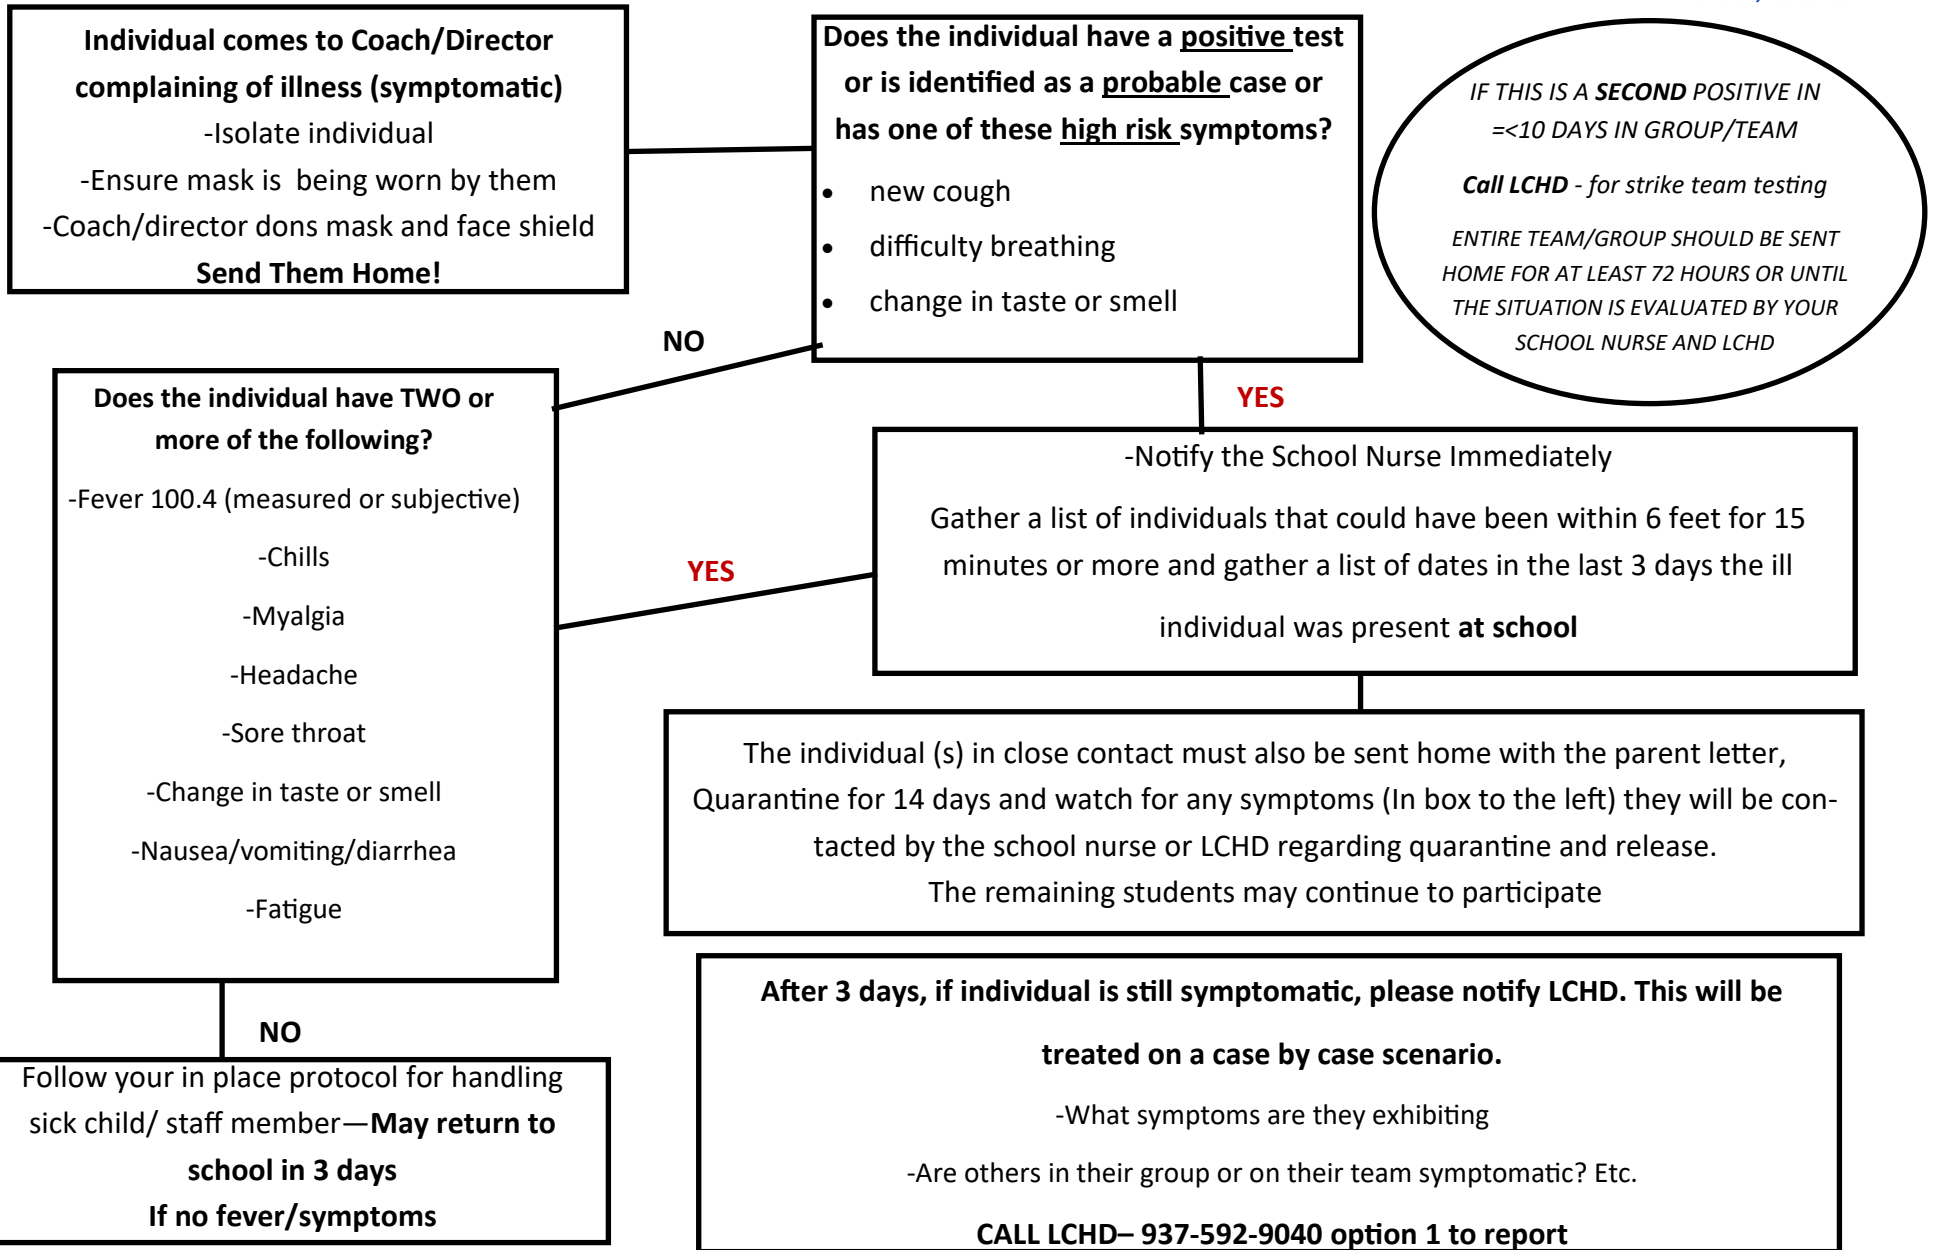 Individual comes to Coach/Director
complaining of illness (symptomatic)
-Isolate individual
-Ensure mask is  being worn by them
-Coach/director dons mask and face shield
Send Them Home!
Does the individual have a positive test
or is identified as a probable case or
has one of these high risk symptoms?
• new cough
• difficulty breathing
• change in taste or smell
IF THIS IS A SECOND POSITIVE IN
=<10 DAYS IN GROUP/TEAM
Call LCHD - for strike team testing
ENTIRE TEAM/GROUP SHOULD BE SENT
HOME FOR AT LEAST 72 HOURS OR UNTIL
THE SITUATION IS EVALUATED BY YOUR
SCHOOL NURSE AND LCHD
NO
YES
Does the individual have TWO or
more of the following?
-Fever 100.4 (measured or subjective)
-Chills
-Myalgia
-Headache
-Sore throat
-Change in taste or smell
-Nausea/vomiting/diarrhea
-Fatigue
YES
-Notify the School Nurse Immediately
Gather a list of individuals that could have been within 6 feet for 15
minutes or more and gather a list of dates in the last 3 days the ill
individual was present at school
The individual (s) in close contact must also be sent home with the parent letter,
Quarantine for 14 days and watch for any symptoms (In box to the left) they will be con-
tacted by the school nurse or LCHD regarding quarantine and release.
The remaining students may continue to participate
NO
Follow your in place protocol for handling
sick child/ staff member—May return to
school in 3 days
If no fever/symptoms
After 3 days, if individual is still symptomatic, please notify LCHD. This will be
treated on a case by case scenario.
-What symptoms are they exhibiting
-Are others in their group or on their team symptomatic? Etc.
CALL LCHD– 937-592-9040 option 1 to report